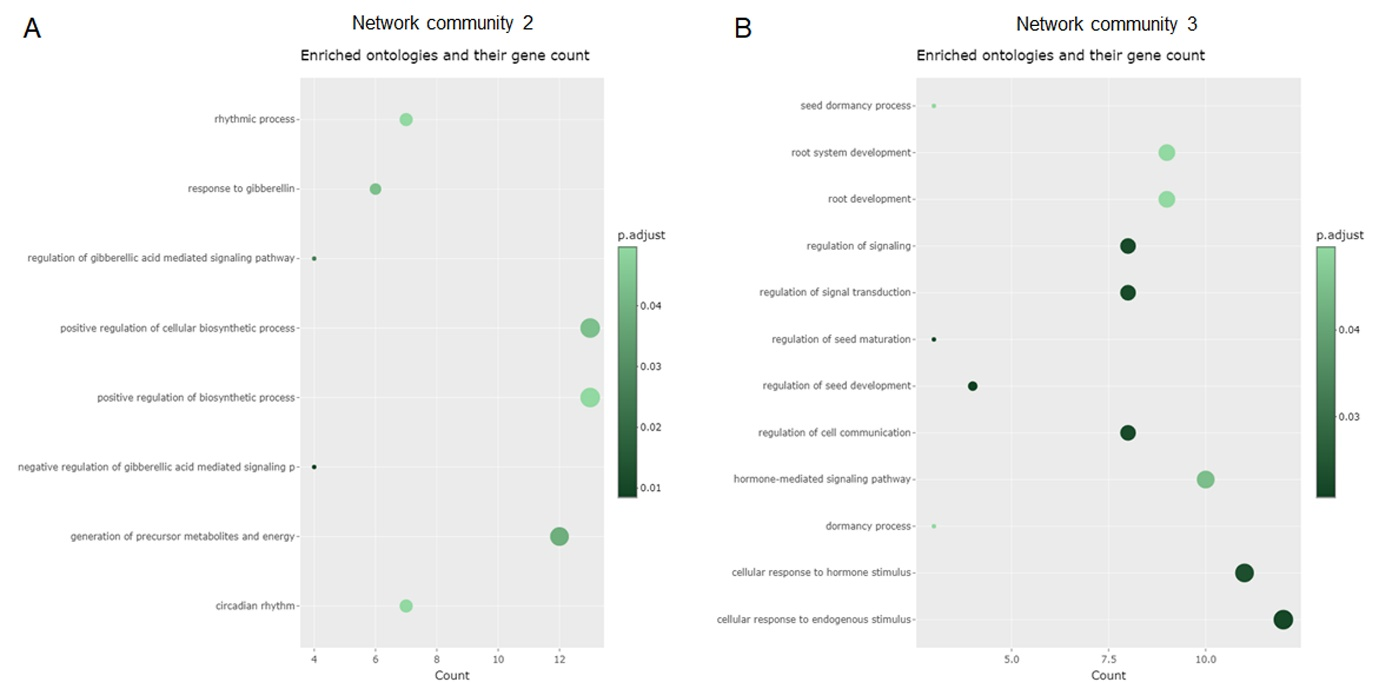 A
Network community 2
Enriched ontologies and their gene count
rhythmic process
response to gibberellin
regulation of gibberellic acid mediated signaling pathway
positive regulation of cellular biosynthetic process
positive regulation of biosynthetic process
negative regulation of gibberellic acid mediated signaling p
generation of precursor metabolites and energy
circadian rhythm
4 6 8 10 12
Count
p.adjust
0.04
0.03
0.02
0.01
B
Network community 3
Enriched ontologies and their gene count
seed dormancy process
root system development
root development
regulation of signaling
regulation of signal transduction
regulation of seed maturation
regulation of seed development
regulation of cell communication
hormone-mediated signaling pathway
dormancy process
cellular response to hormone stimulus
cellular response to endogenous stimulus
5.0 7.5 10.0
Count
p.adjust
0.04
0.03